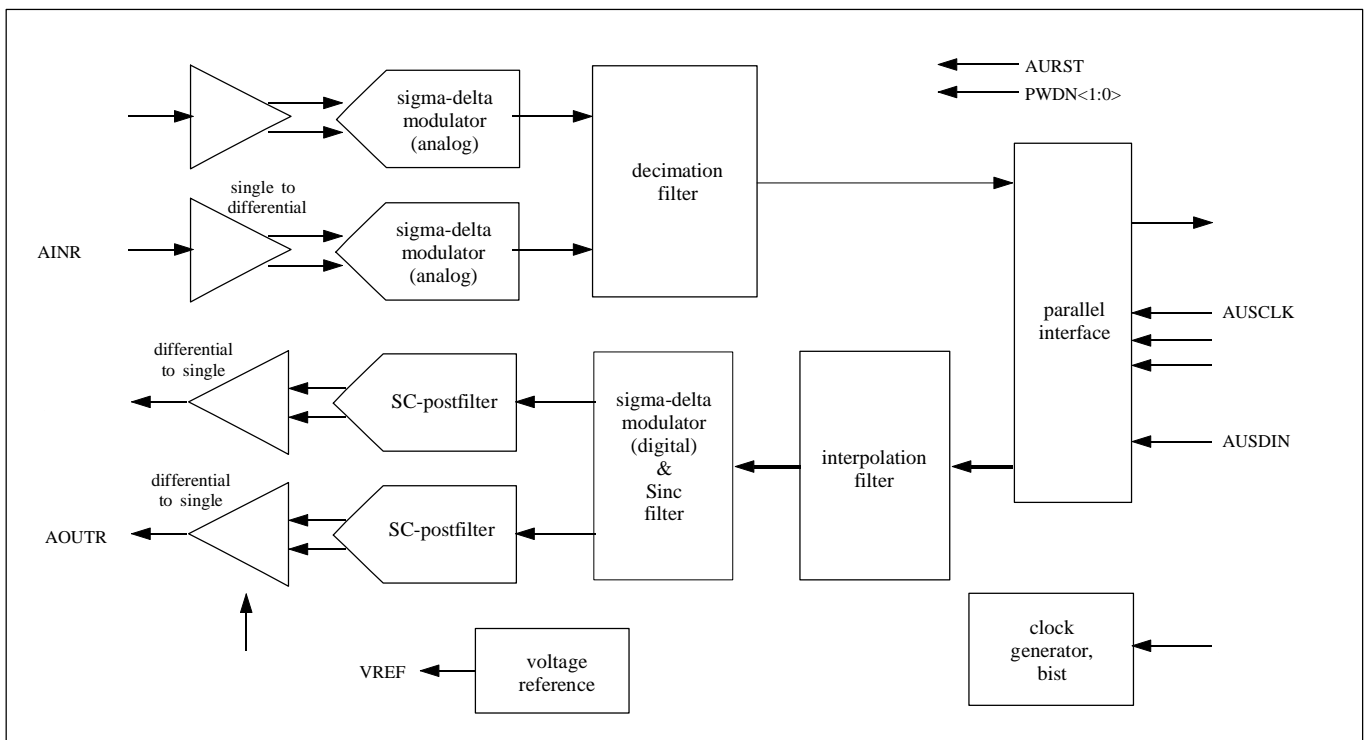 AURST
PWDN<1:0>
sigma-delta
modulator
(analog)
decimation
filter
single to
differential
AINR
sigma-delta
modulator
(analog)
parallel
interface
AUSCLK
AUSDIN
differential
to single
SC-postfilter
sigma-delta
modulator
(digital)
&
Sinc
filter
interpolation
filter
differential
to single
AOUTR
SC-postfilter
VREF
voltage
reference
clock
generator,
bist